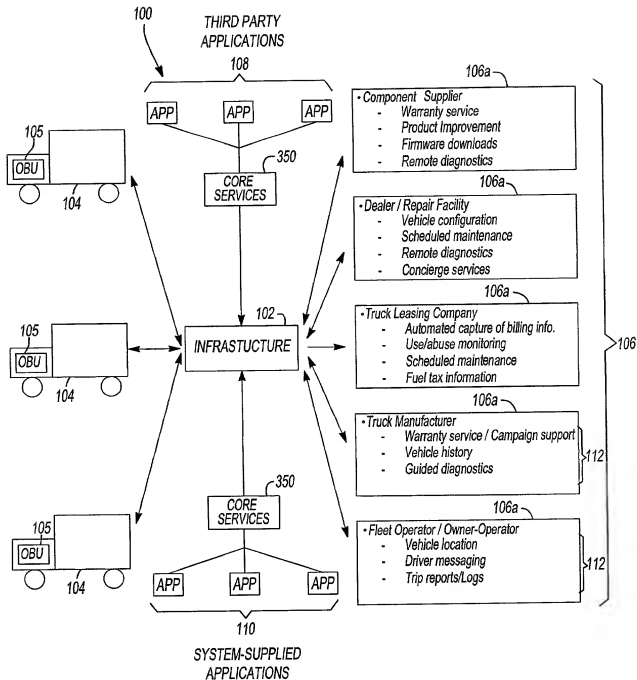 100
THIRD PARTY
APPLICATIONS
108
APP APP APP
350
CORE
SERVICES
105
OBU
104
105
OBU
104
105
OBU
104
102
INFRASTUCTURE
350
CORE
SERVICES
APP APP APP
110
SYSTEM-SUPPLIED
APPLICATIONS
106a
• Component Supplier
- Warranty service
- Product Improvement
- Firmware downloads
- Remote diagnostics
106a
• Dealer / Repair Facility
- Vehicle configuration
- Scheduled maintenance
- Remote diagnostics
- Concierge services
106a
• Truck Leasing Company
- Automated capture of billing info.
- Use/abuse monitoring
- Scheduled maintenance
- Fuel tax information
106a
• Truck Manufacturer
- Warranty service / Campaign support
- Vehicle history
- Guided diagnostics
112
106a
• Fleet Operator / Owner-Operator
- Vehicle location
- Driver messaging
- Trip reports/Logs
112
106